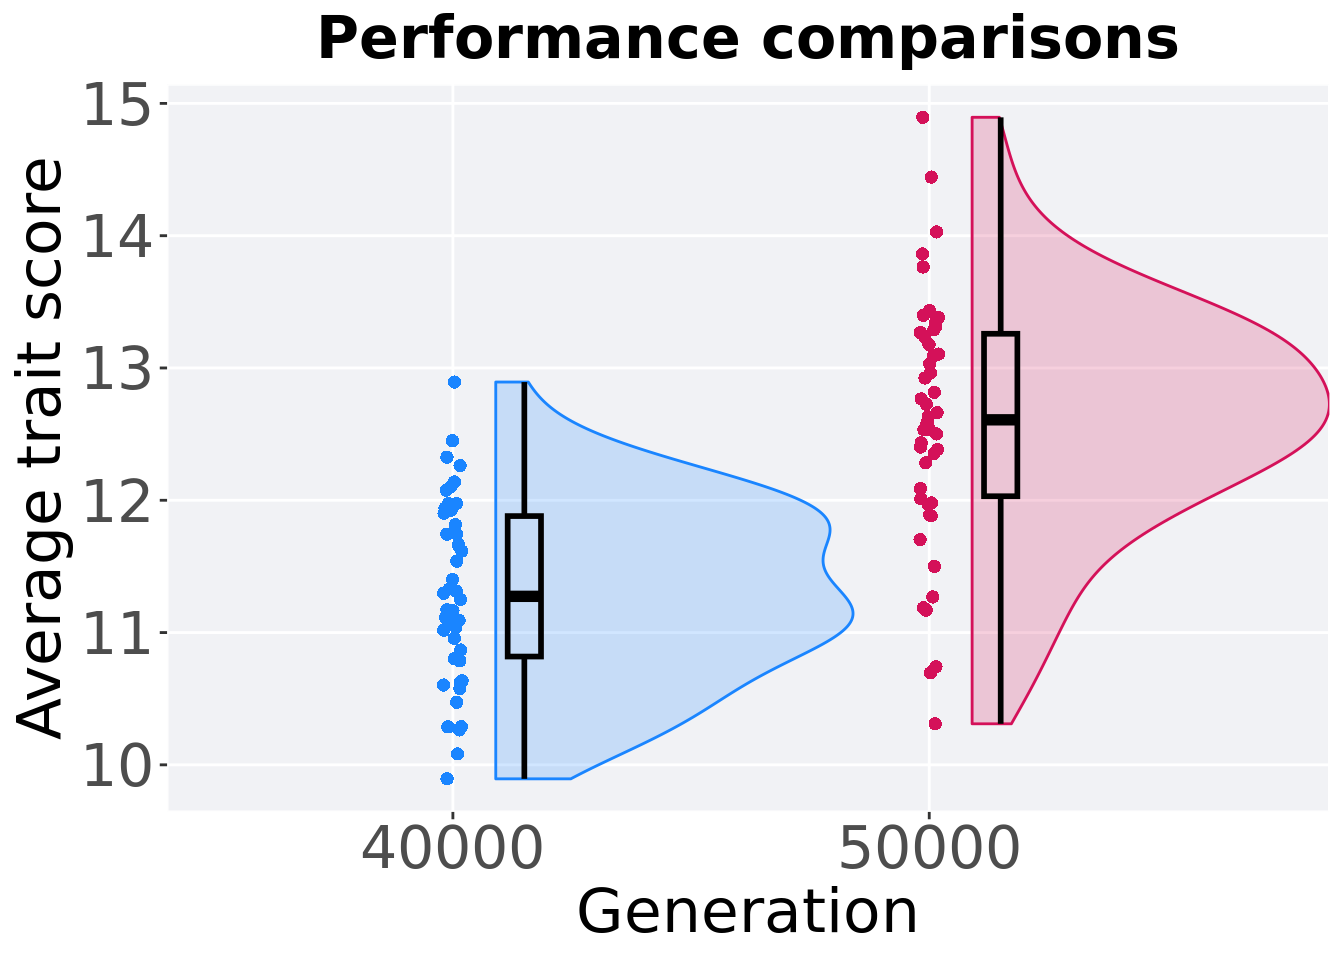 Performance comparisons
Average trait score
15
14
13
12
11
10
40000
50000
Generation